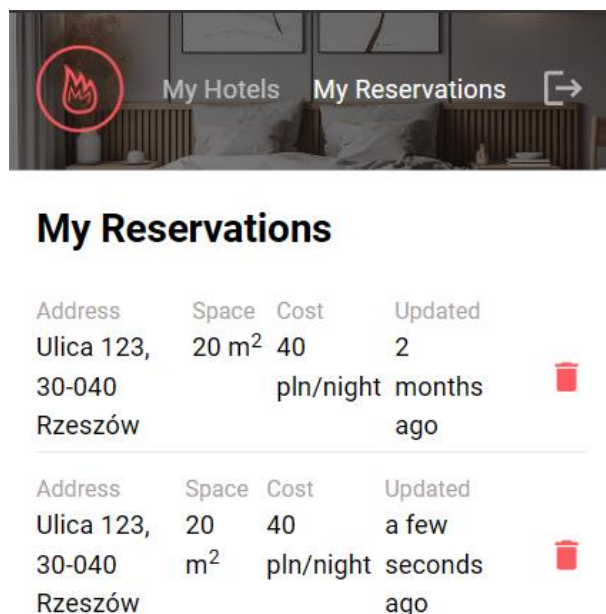 My Hotels My Reservations
My Reservations
Address Space Cost Updated
Ulica 123, 20 m² 40 2
30-040 pln/night months
Rzeszów ago
Address Space Cost Updated
Ulica 123, 20 40 a few
30-040 m² pln/night seconds
Rzeszów ago